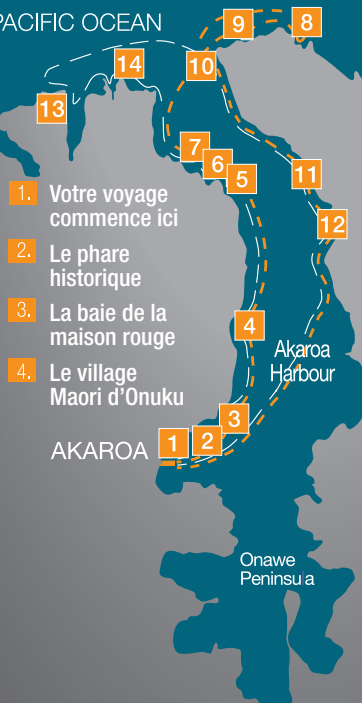 PACIFIC OCEAN
9
8
10
14
13
7
6
5
11
12
1. Votre voyage
commence ici
2. Le phare
historique
3. La baie de la
maison rouge
4. Le village
Maori d'Onuku
4
Akaroa
Harbour
3
AKAROA
1
2
Onawe
Peninsula